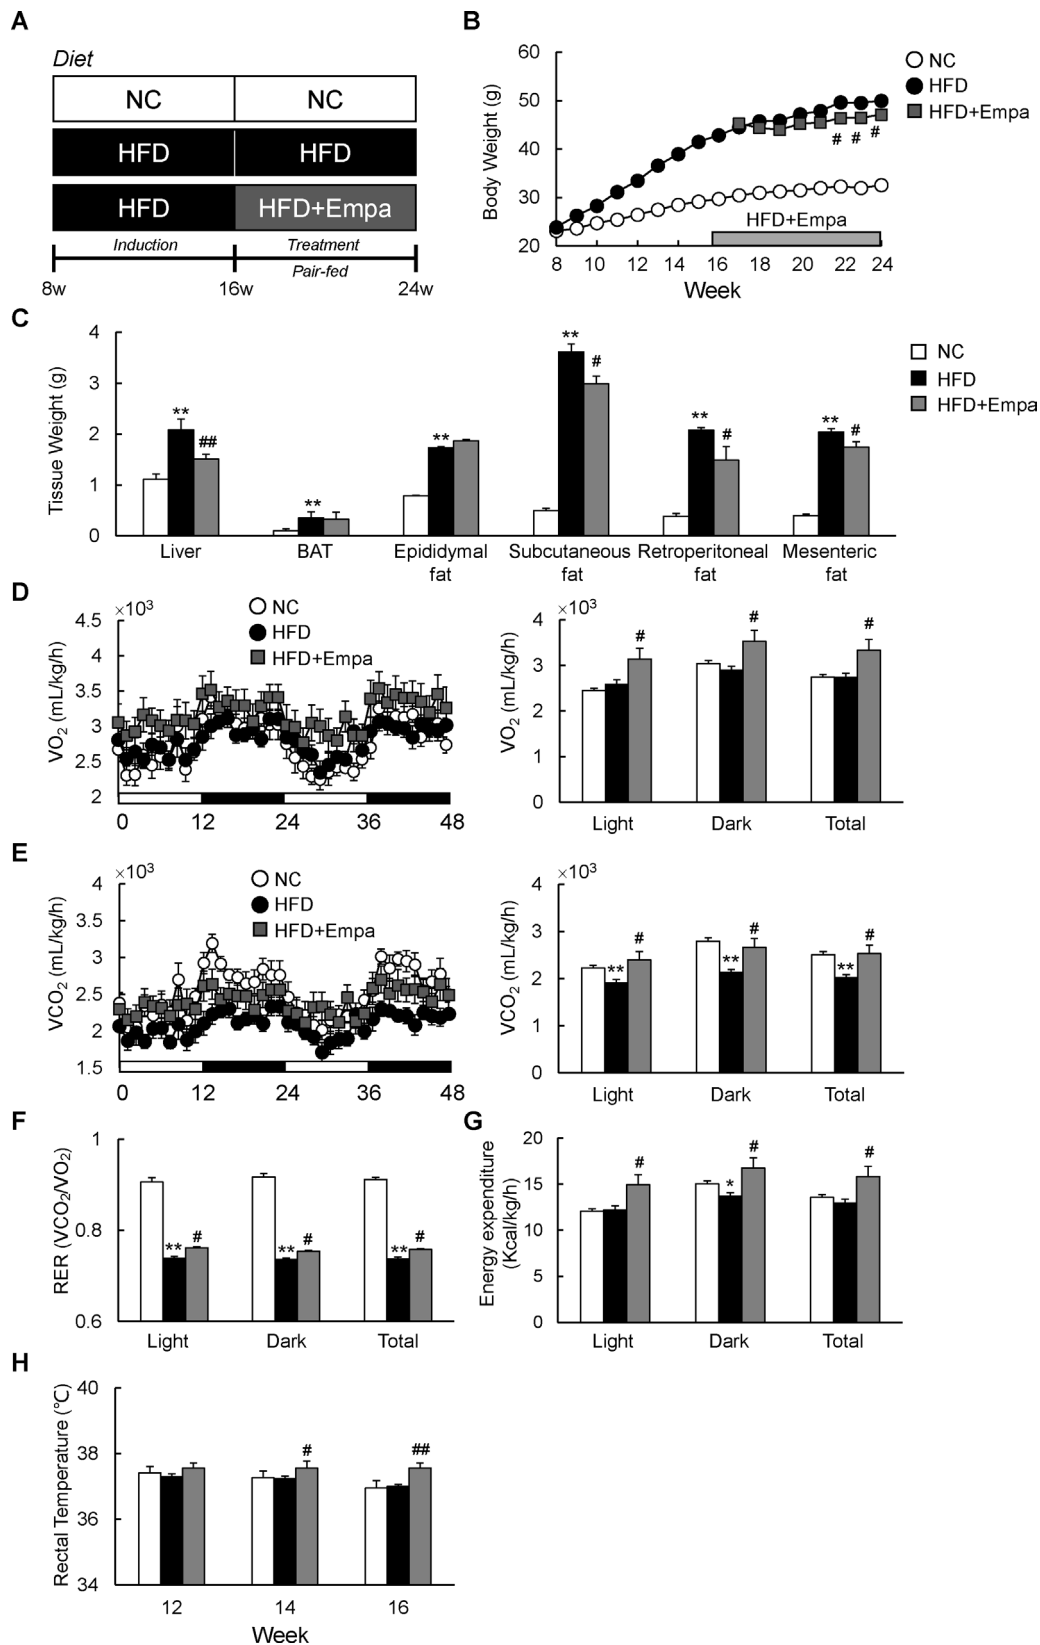 A
Diet
NC NC
HFD HFD
HFD HFD+Empa
Induction Treatment
Pair-fed
8w 16w 24w
B
Body Weight (g)
60
50
40
30
20
NC
HFD
HFD+Empa
# # #
HFD+Empa
8 10 12 14 16 18 20 22 24
Week
C
Tissue Weight (g)
4
3
2
1
0
NC
HFD
HFD+Empa
** ##
**
**
** #
** #
** #
Liver BAT Epididymal fat Subcutaneous fat Retroperitoneal fat Mesenteric fat
D
×10³
VO₂ (mL/kg/h)
4.5
4
3.5
3
2.5
2
NC
HFD
HFD+Empa
0 12 24 36 48
×10³
VO₂ (mL/kg/h)
4
3
2
1
0
# # #
Light Dark Total
E
×10³
VCO₂ (mL/kg/h)
4
3.5
3
2.5
2
1.5
NC
HFD
HFD+Empa
0 12 24 36 48
×10³
VCO₂ (mL/kg/h)
4
3
2
1
0
** # ** # ** #
Light Dark Total
F
RER (VCO₂/VO₂)
1
0.8
0.6
** # ** # ** #
Light Dark Total
G
Energy expenditure
(Kcal/kg/h)
20
15
10
5
0
# * # #
Light Dark Total
H
Rectal Temperature (°C)
40
38
36
34
# ##
12 14 16
Week